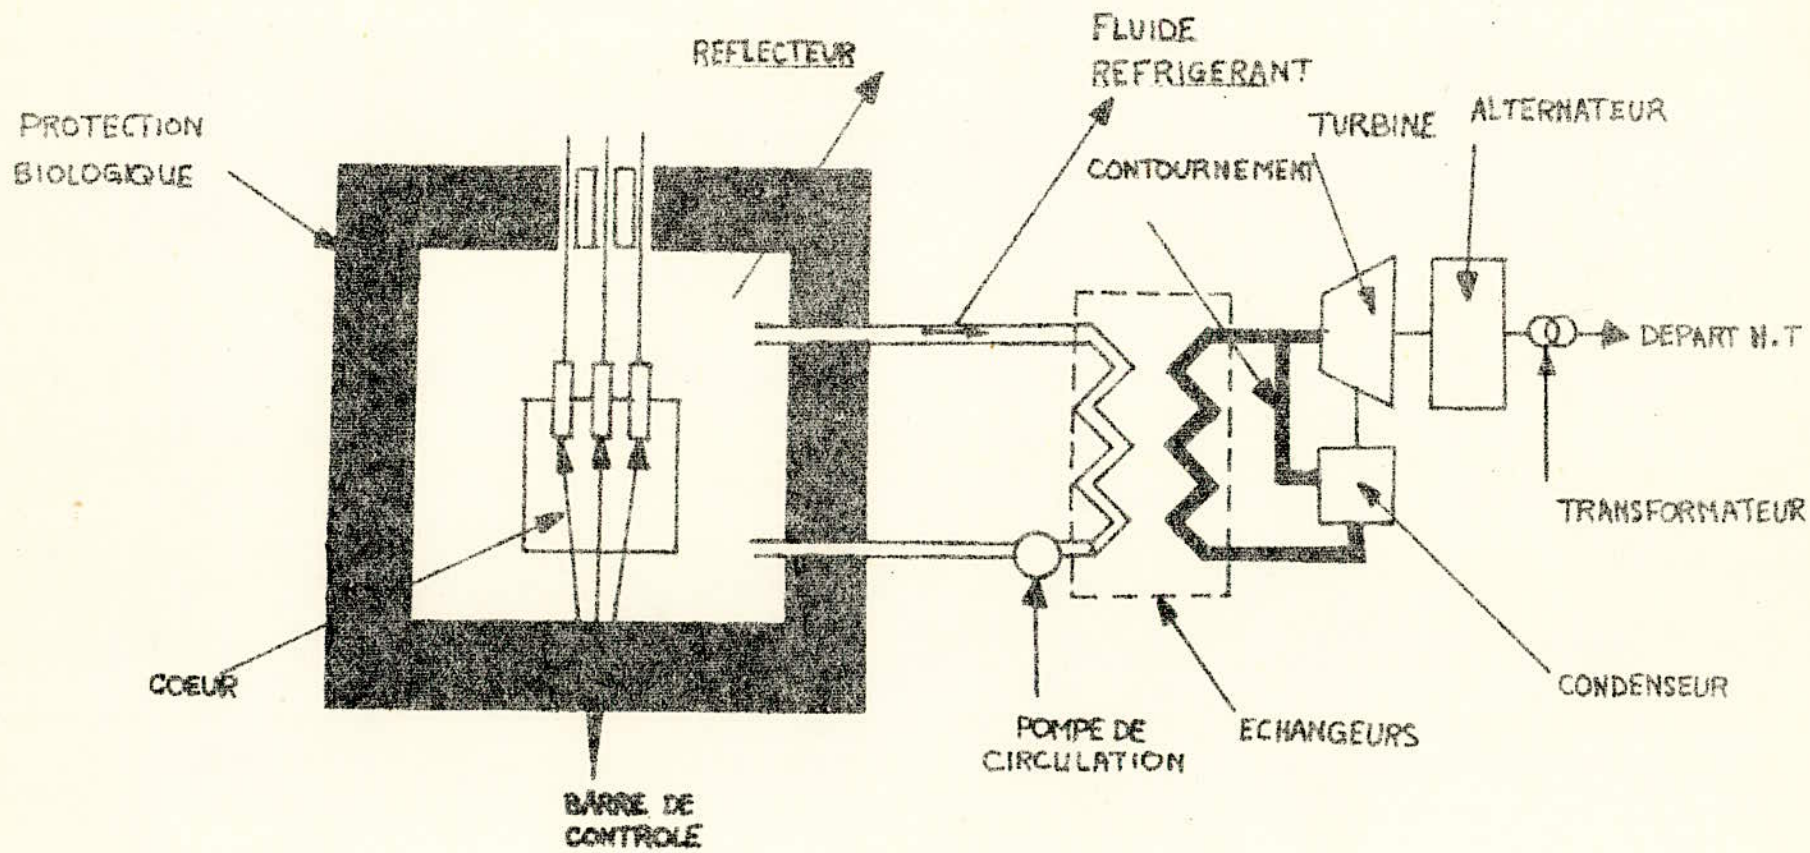 FLUIDE
REFRIGERANT
REFLECTEUR
PROTECTION
BIOLOGIQUE
TURBINE
ALTERNATEUR
CONTOURNEMENT
DEPART H.T
TRANSFORMATEUR
COEUR
CONDENSEUR
POMPE DE
CIRCULATION
ECHANGEURS
BARRE DE
CONTROLE